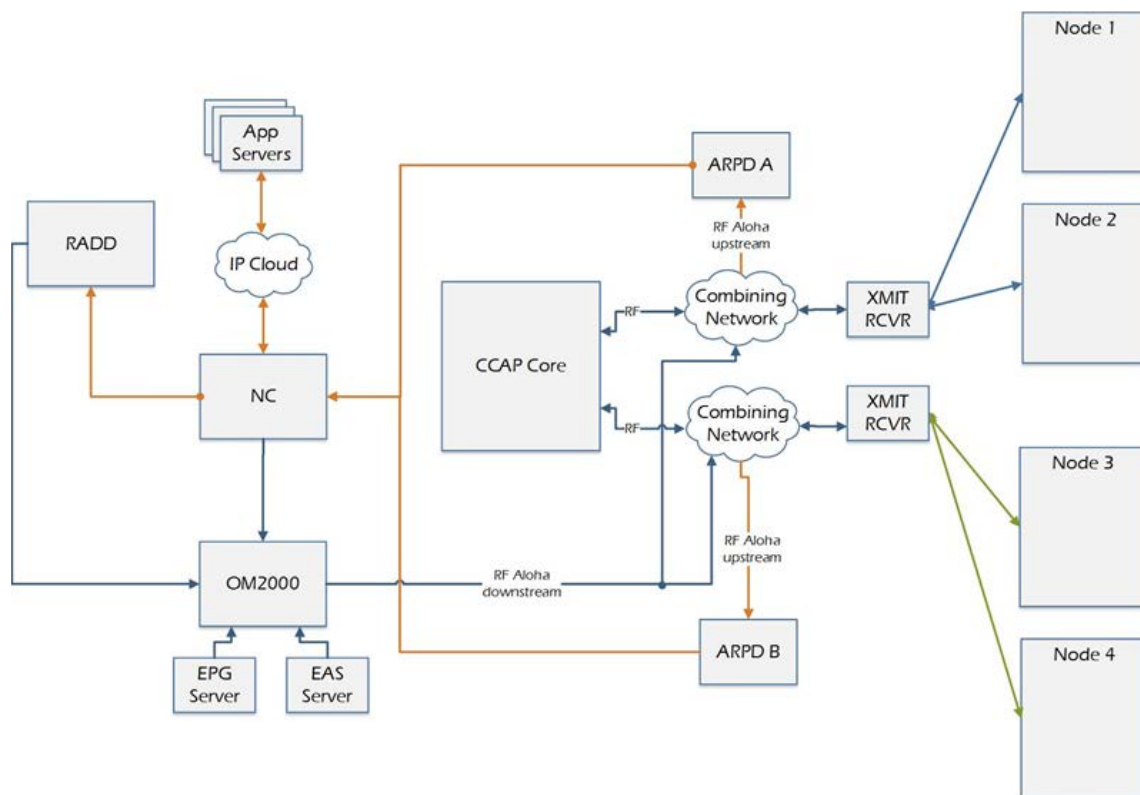 Node 1
App
Servers
ARPD A
RADD
Node 2
RF Aloha
upstream
IP Cloud
Combining
Network
XMIT
RCVR
RF
CCAP Core
NC
XMIT
RCVR
Combining
Network
RF
Node 3
RF Aloha
upstream
OM2000
RF Aloha
downstream
ARPD B
Node 4
EPG
Server
EAS
Server